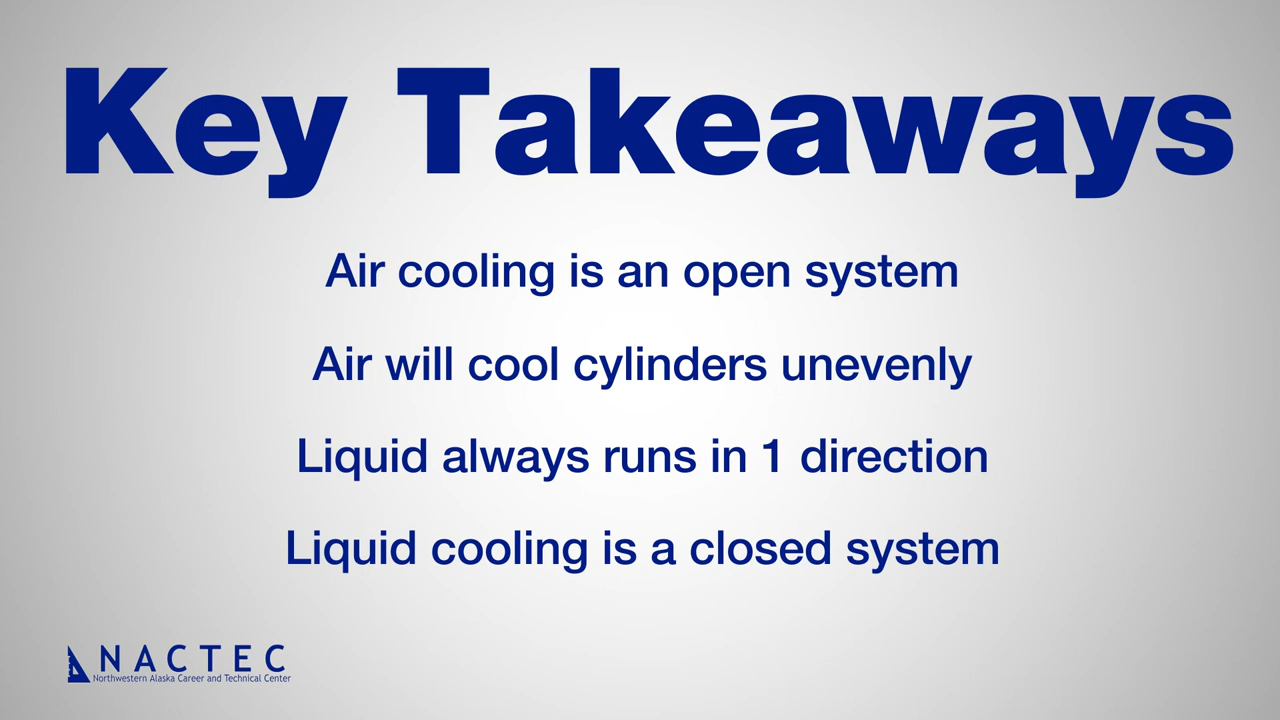 Key Takeaways
Air cooling is an open system
Air will cool cylinders unevenly
Liquid always runs in 1 direction
Liquid cooling is a closed system
NACTEC
Northwestern Alaska Career and Technical Center